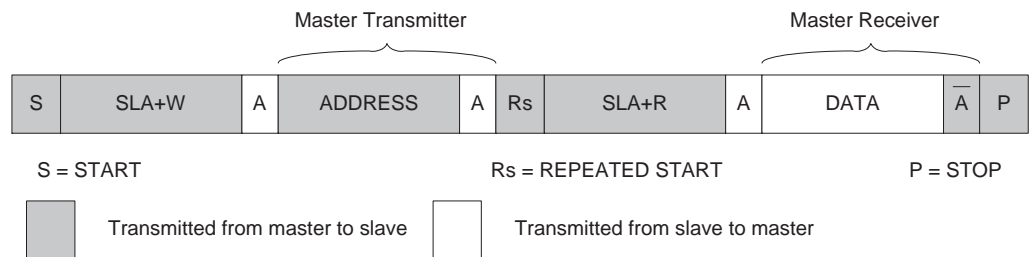 Master Transmitter Master Receiver
S SLA+W A ADDRESS A Rs SLA+R A DATA A̅ P
S = START Rs = REPEATED START P = STOP
Transmitted from master to slave Transmitted from slave to master